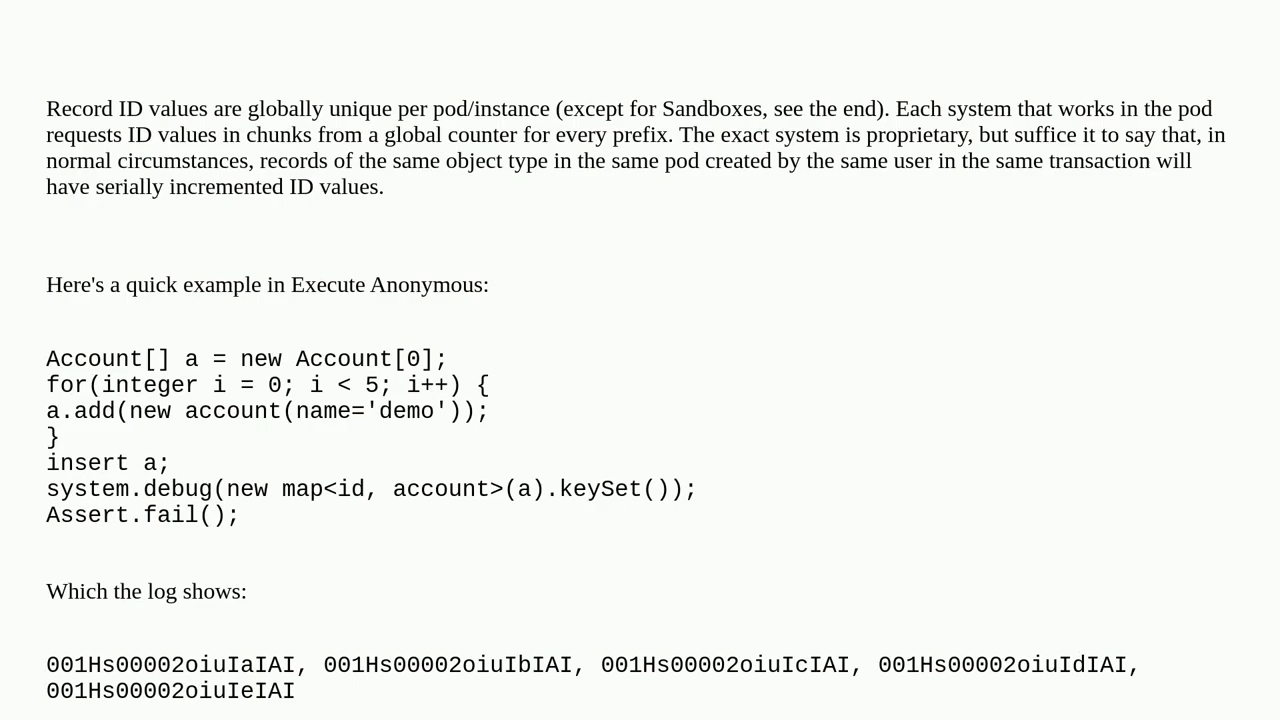 Record ID values are globally unique per pod/instance (except for Sandboxes, see the end). Each system that works in the pod
requests ID values in chunks from a global counter for every prefix. The exact system is proprietary, but suffice it to say that, in
normal circumstances, records of the same object type in the same pod created by the same user in the same transaction will
have serially incremented ID values.
Here's a quick example in Execute Anonymous:
Account[] a = new Account[0];
for(integer i = 0; i < 5; i++) {
a.add(new account(name='demo'));
}
insert a;
system.debug(new map<id, account>(a).keySet());
Assert.fail();
Which the log shows:
001Hs00002oiuIaIAI, 001Hs00002oiuIbIAI, 001Hs00002oiuIcIAI, 001Hs00002oiuIdIAI,
001Hs00002oiuIeIAI